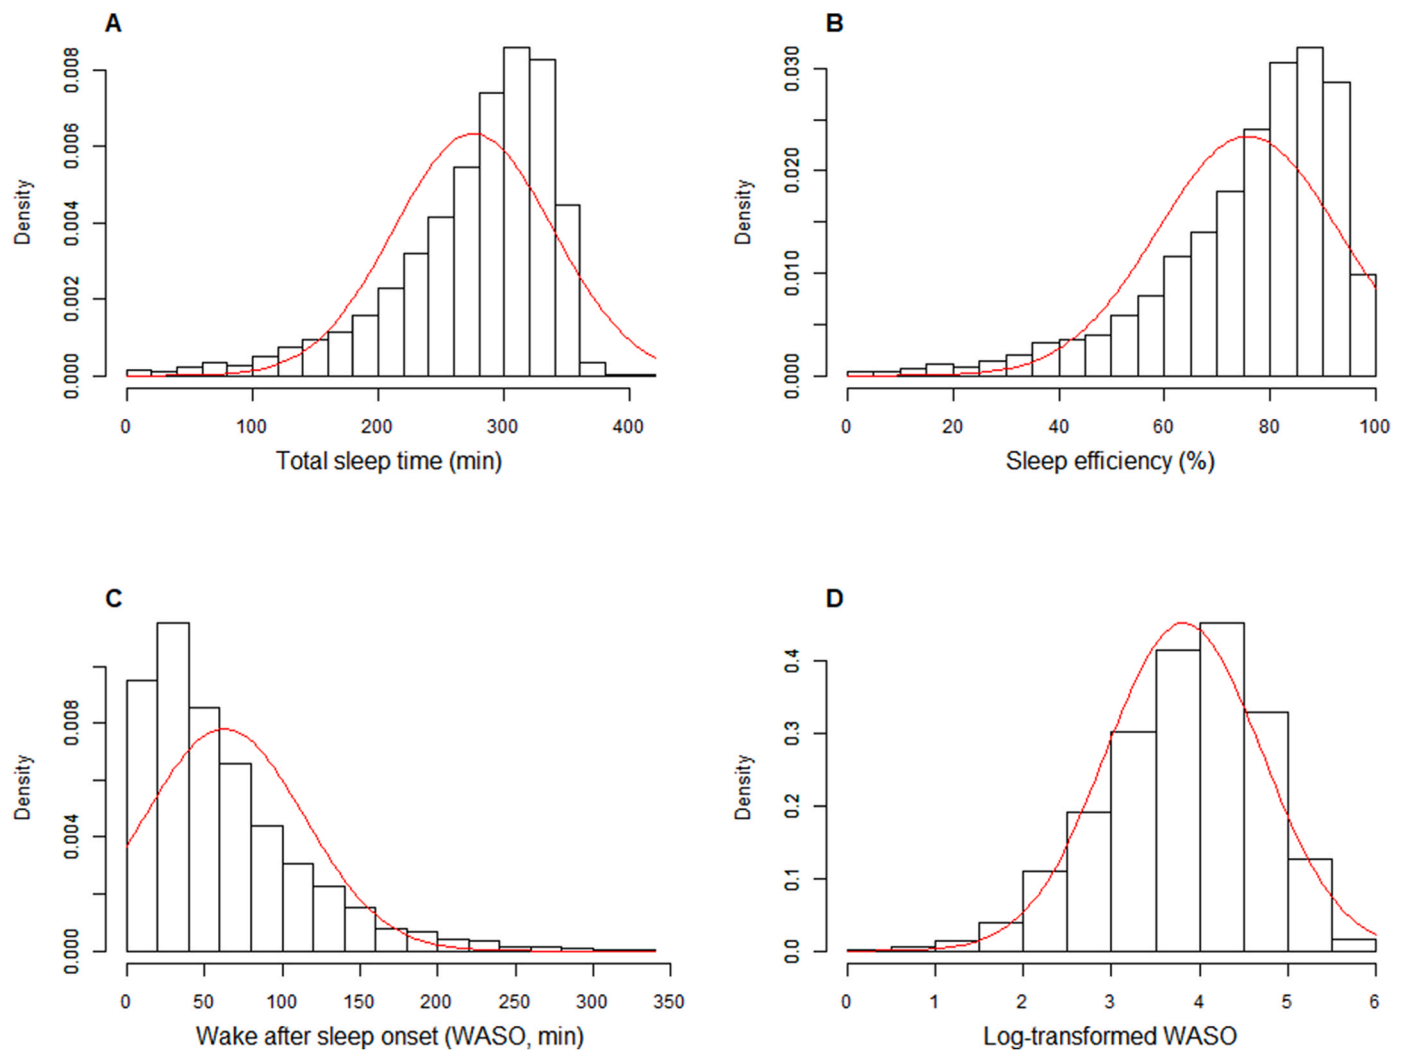 A
Density
0.000 0.002 0.004 0.006 0.008
0 100 200 300 400
Total sleep time (min)
B
Density
0.000 0.010 0.020 0.030
0 20 40 60 80 100
Sleep efficiency (%)
C
Density
0.000 0.004 0.008
0 50 100 150 200 250 300 350
Wake after sleep onset (WASO, min)
D
Density
0.0 0.1 0.2 0.3 0.4
0 1 2 3 4 5 6
Log-transformed WASO